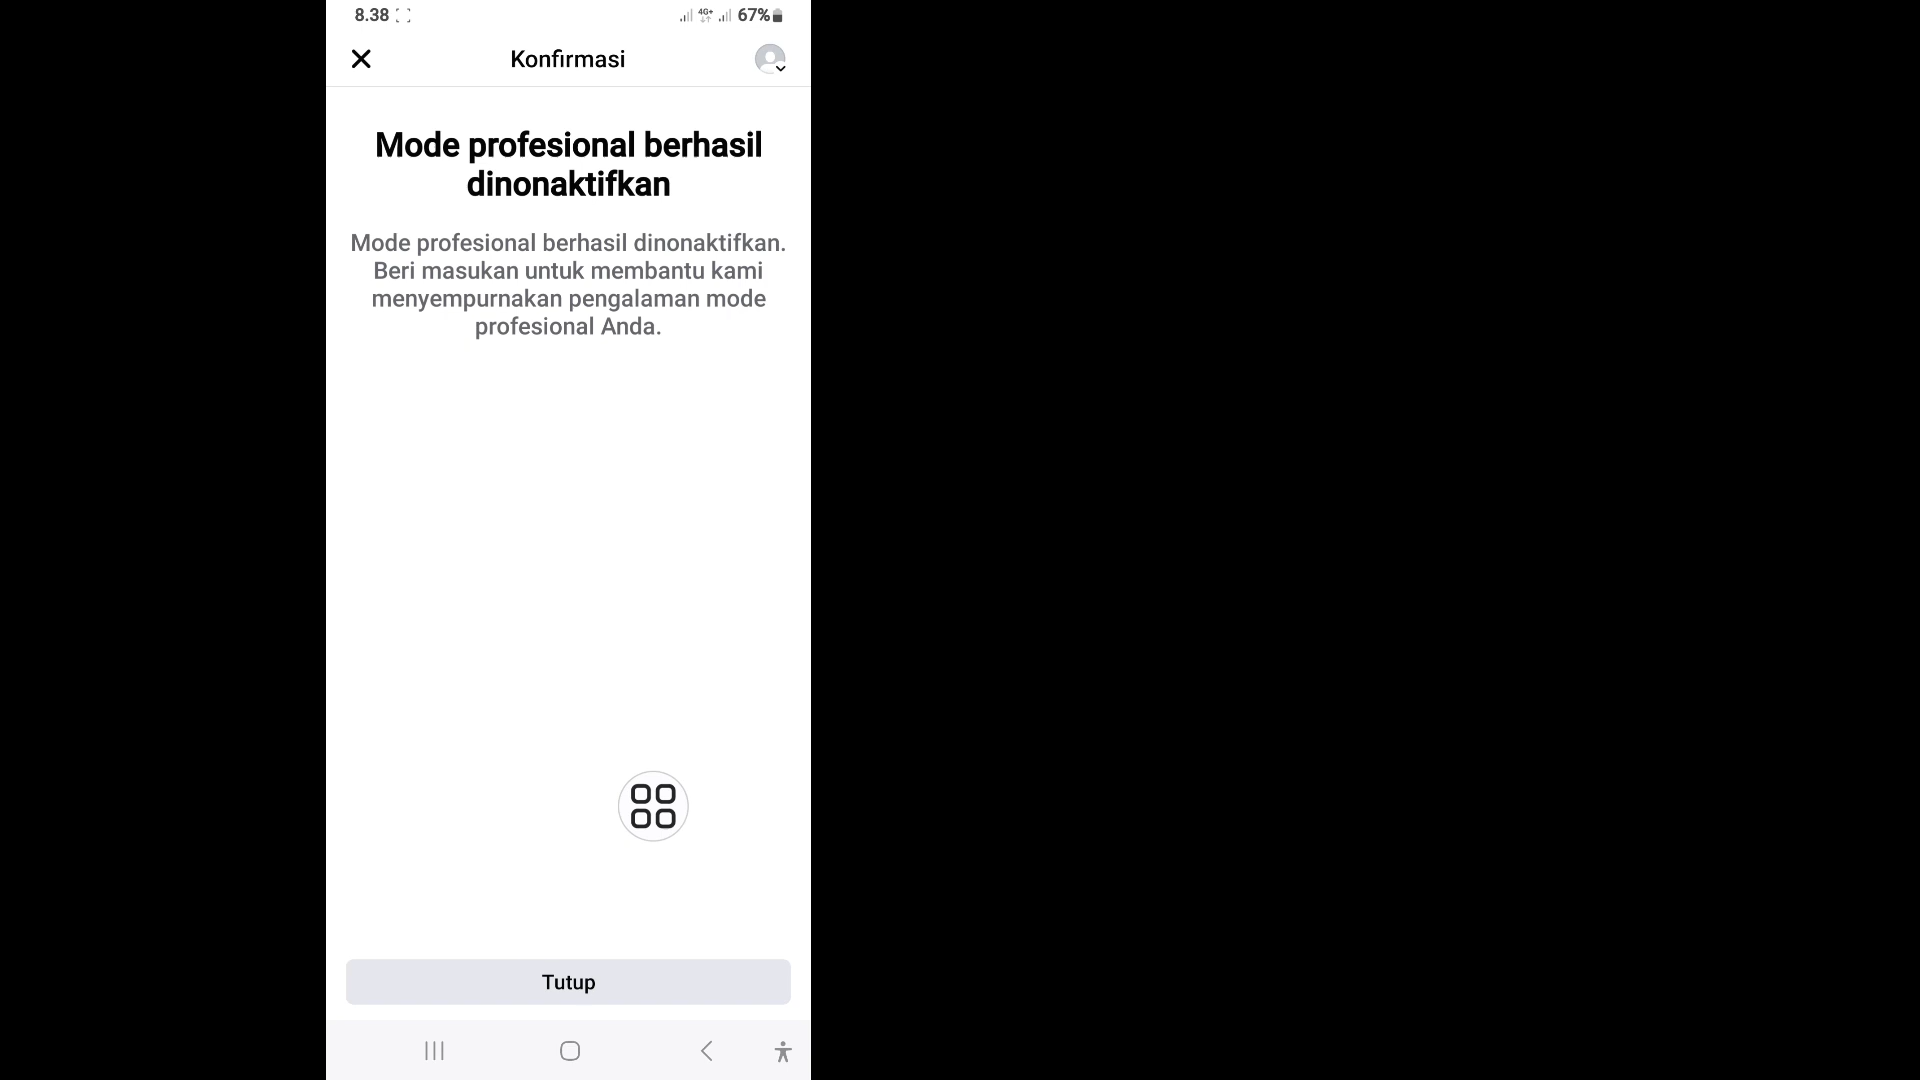 8.38
4G+
67%
Konfirmasi
Mode profesional berhasil
dinonaktifkan
Mode profesional berhasil dinonaktifkan.
Beri masukan untuk membantu kami
menyempurnakan pengalaman mode
profesional Anda.
Tutup